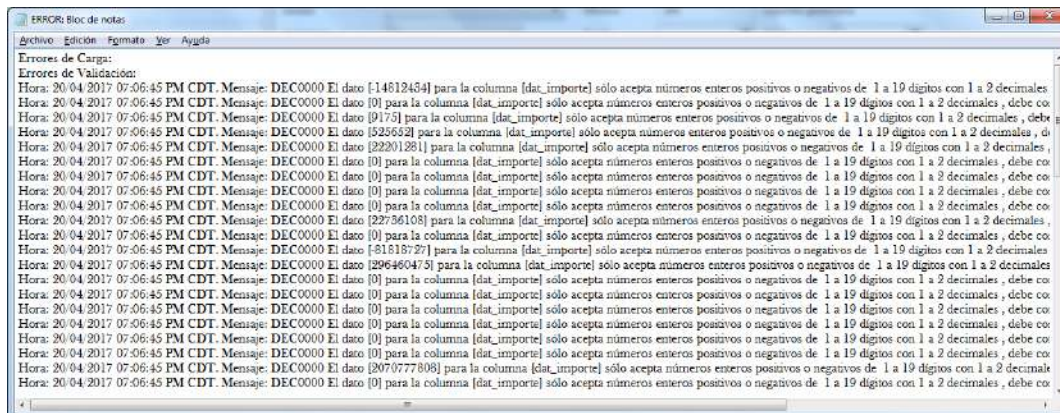 ERROR: Bloc de notas
Archivo Edición Formato Ver Ayuda
Errores de Carga:
Errores de Validación:
Hora: 20/04/2017 07:06:45 PM CDT. Mensaje: DEC0000 El dato [-14812434] para la columna [dat_importe] sólo acepta números enteros positivos o negativos de 1 a 19 dígitos con 1 a 2 decimales
Hora: 20/04/2017 07:06:45 PM CDT. Mensaje: DEC0000 El dato [0] para la columna [dat_importe] sólo acepta números enteros positivos o negativos de 1 a 19 dígitos con 1 a 2 decimales , debe co
Hora: 20/04/2017 07:06:45 PM CDT. Mensaje: DEC0000 El dato [9175] para la columna [dat_importe] sólo acepta números enteros positivos o negativos de 1 a 19 dígitos con 1 a 2 decimales , debe
Hora: 20/04/2017 07:06:45 PM CDT. Mensaje: DEC0000 El dato [525652] para la columna [dat_importe] sólo acepta números enteros positivos o negativos de 1 a 19 dígitos con 1 a 2 decimales , d
Hora: 20/04/2017 07:06:45 PM CDT. Mensaje: DEC0000 El dato [22201281] para la columna [dat_importe] sólo acepta números enteros positivos o negativos de 1 a 19 dígitos con 1 a 2 decimales ,
Hora: 20/04/2017 07:06:45 PM CDT. Mensaje: DEC0000 El dato [0] para la columna [dat_importe] sólo acepta números enteros positivos o negativos de 1 a 19 dígitos con 1 a 2 decimales , debe co
Hora: 20/04/2017 07:06:45 PM CDT. Mensaje: DEC0000 El dato [0] para la columna [dat_importe] sólo acepta números enteros positivos o negativos de 1 a 19 dígitos con 1 a 2 decimales , debe co
Hora: 20/04/2017 07:06:45 PM CDT. Mensaje: DEC0000 El dato [0] para la columna [dat_importe] sólo acepta números enteros positivos o negativos de 1 a 19 dígitos con 1 a 2 decimales , debe co
Hora: 20/04/2017 07:06:45 PM CDT. Mensaje: DEC0000 El dato [0] para la columna [dat_importe] sólo acepta números enteros positivos o negativos de 1 a 19 dígitos con 1 a 2 decimales , debe co
Hora: 20/04/2017 07:06:45 PM CDT. Mensaje: DEC0000 El dato [22736108] para la columna [dat_importe] sólo acepta números enteros positivos o negativos de 1 a 19 dígitos con 1 a 2 decimales ,
Hora: 20/04/2017 07:06:45 PM CDT. Mensaje: DEC0000 El dato [0] para la columna [dat_importe] sólo acepta números enteros positivos o negativos de 1 a 19 dígitos con 1 a 2 decimales , debe co
Hora: 20/04/2017 07:06:45 PM CDT. Mensaje: DEC0000 El dato [-81818727] para la columna [dat_importe] sólo acepta números enteros positivos o negativos de 1 a 19 dígitos con 1 a 2 decimales
Hora: 20/04/2017 07:06:45 PM CDT. Mensaje: DEC0000 El dato [296460475] para la columna [dat_importe] sólo acepta números enteros positivos o negativos de 1 a 19 dígitos con 1 a 2 decimales
Hora: 20/04/2017 07:06:45 PM CDT. Mensaje: DEC0000 El dato [0] para la columna [dat_importe] sólo acepta números enteros positivos o negativos de 1 a 19 dígitos con 1 a 2 decimales , debe co
Hora: 20/04/2017 07:06:45 PM CDT. Mensaje: DEC0000 El dato [0] para la columna [dat_importe] sólo acepta números enteros positivos o negativos de 1 a 19 dígitos con 1 a 2 decimales , debe co
Hora: 20/04/2017 07:06:45 PM CDT. Mensaje: DEC0000 El dato [0] para la columna [dat_importe] sólo acepta números enteros positivos o negativos de 1 a 19 dígitos con 1 a 2 decimales , debe co
Hora: 20/04/2017 07:06:45 PM CDT. Mensaje: DEC0000 El dato [0] para la columna [dat_importe] sólo acepta números enteros positivos o negativos de 1 a 19 dígitos con 1 a 2 decimales , debe co
Hora: 20/04/2017 07:06:45 PM CDT. Mensaje: DEC0000 El dato [0] para la columna [dat_importe] sólo acepta números enteros positivos o negativos de 1 a 19 dígitos con 1 a 2 decimales , debe co
Hora: 20/04/2017 07:06:45 PM CDT. Mensaje: DEC0000 El dato [0] para la columna [dat_importe] sólo acepta números enteros positivos o negativos de 1 a 19 dígitos con 1 a 2 decimales , debe co
Hora: 20/04/2017 07:06:45 PM CDT. Mensaje: DEC0000 El dato [2070777808] para la columna [dat_importe] sólo acepta números enteros positivos o negativos de 1 a 19 dígitos con 1 a 2 decimale
Hora: 20/04/2017 07:06:45 PM CDT. Mensaje: DEC0000 El dato [0] para la columna [dat_importe] sólo acepta números enteros positivos o negativos de 1 a 19 dígitos con 1 a 2 decimales , debe co